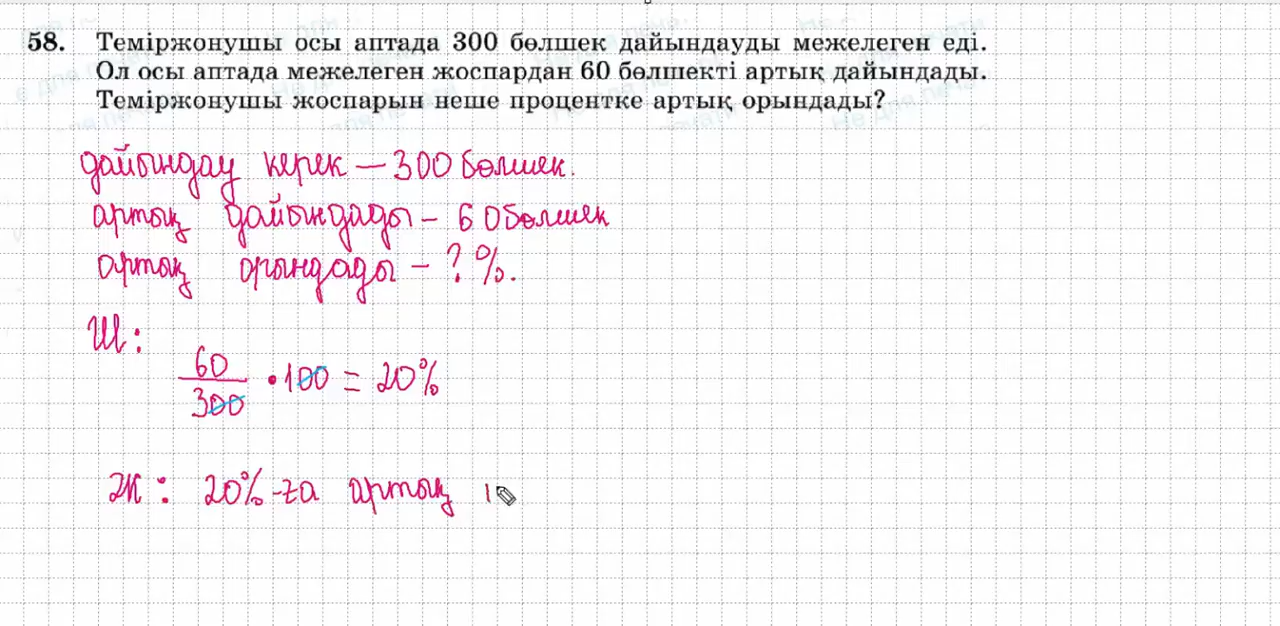 58. Теміржонушы осы аптада 300 бөлшек дайындауды межелеген еді.
Ол осы аптада межелеген жоспардан 60 бөлшекті артық дайындады.
Теміржонушы жоспарын неше процентке артық орындады?
дайындау керек – 300 бөлшек.
артық дайындады – 60 бөлшек
артық орындады – ? %.
Ш:
60
300 • 100 = 20%
Ж: 20%-ға артық